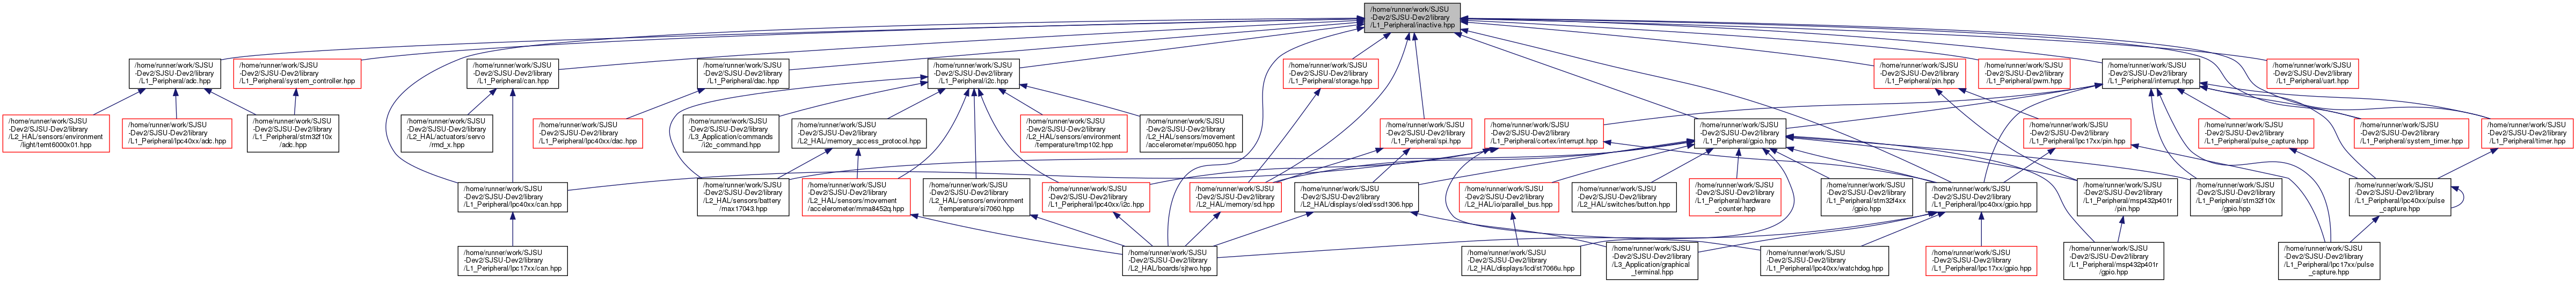 /home/runner/work/SJSU
-Dev2/SJSU-Dev2/library
/L1_Peripheral/inactive.hpp
/home/runner/work/SJSU
-Dev2/SJSU-Dev2/library
/L1_Peripheral/adc.hpp
/home/runner/work/SJSU
-Dev2/SJSU-Dev2/library
/L1_Peripheral/system_controller.hpp
/home/runner/work/SJSU
-Dev2/SJSU-Dev2/library
/L1_Peripheral/can.hpp
/home/runner/work/SJSU
-Dev2/SJSU-Dev2/library
/L1_Peripheral/dac.hpp
/home/runner/work/SJSU
-Dev2/SJSU-Dev2/library
/L1_Peripheral/i2c.hpp
/home/runner/work/SJSU
-Dev2/SJSU-Dev2/library
/L1_Peripheral/storage.hpp
/home/runner/work/SJSU
-Dev2/SJSU-Dev2/library
/L1_Peripheral/pin.hpp
/home/runner/work/SJSU
-Dev2/SJSU-Dev2/library
/L1_Peripheral/pwm.hpp
/home/runner/work/SJSU
-Dev2/SJSU-Dev2/library
/L1_Peripheral/interrupt.hpp
/home/runner/work/SJSU
-Dev2/SJSU-Dev2/library
/L1_Peripheral/uart.hpp
/home/runner/work/SJSU
-Dev2/SJSU-Dev2/library
/L2_HAL/sensors/environment
/light/temt6000x01.hpp
/home/runner/work/SJSU
-Dev2/SJSU-Dev2/library
/L1_Peripheral/lpc40xx/adc.hpp
/home/runner/work/SJSU
-Dev2/SJSU-Dev2/library
/L1_Peripheral/stm32f10x
/adc.hpp
/home/runner/work/SJSU
-Dev2/SJSU-Dev2/library
/L2_HAL/actuators/servo
/rmd_x.hpp
/home/runner/work/SJSU
-Dev2/SJSU-Dev2/library
/L1_Peripheral/lpc40xx/dac.hpp
/home/runner/work/SJSU
-Dev2/SJSU-Dev2/library
/L3_Application/commands
/i2c_command.hpp
/home/runner/work/SJSU
-Dev2/SJSU-Dev2/library
/L2_HAL/memory_access_protocol.hpp
/home/runner/work/SJSU
-Dev2/SJSU-Dev2/library
/L2_HAL/sensors/environment
/temperature/tmp102.hpp
/home/runner/work/SJSU
-Dev2/SJSU-Dev2/library
/L2_HAL/sensors/movement
/accelerometer/mpu6050.hpp
/home/runner/work/SJSU
-Dev2/SJSU-Dev2/library
/L1_Peripheral/spi.hpp
/home/runner/work/SJSU
-Dev2/SJSU-Dev2/library
/L1_Peripheral/cortex/interrupt.hpp
/home/runner/work/SJSU
-Dev2/SJSU-Dev2/library
/L1_Peripheral/gpio.hpp
/home/runner/work/SJSU
-Dev2/SJSU-Dev2/library
/L1_Peripheral/lpc17xx/pin.hpp
/home/runner/work/SJSU
-Dev2/SJSU-Dev2/library
/L1_Peripheral/pulse_capture.hpp
/home/runner/work/SJSU
-Dev2/SJSU-Dev2/library
/L1_Peripheral/system_timer.hpp
/home/runner/work/SJSU
-Dev2/SJSU-Dev2/library
/L1_Peripheral/timer.hpp
/home/runner/work/SJSU
-Dev2/SJSU-Dev2/library
/L1_Peripheral/lpc40xx/can.hpp
/home/runner/work/SJSU
-Dev2/SJSU-Dev2/library
/L2_HAL/sensors/battery
/max17043.hpp
/home/runner/work/SJSU
-Dev2/SJSU-Dev2/library
/L2_HAL/sensors/movement
/accelerometer/mma8452q.hpp
/home/runner/work/SJSU
-Dev2/SJSU-Dev2/library
/L2_HAL/sensors/environment
/temperature/si7060.hpp
/home/runner/work/SJSU
-Dev2/SJSU-Dev2/library
/L1_Peripheral/lpc40xx/i2c.hpp
/home/runner/work/SJSU
-Dev2/SJSU-Dev2/library
/L2_HAL/memory/sd.hpp
/home/runner/work/SJSU
-Dev2/SJSU-Dev2/library
/L2_HAL/displays/oled/ssd1306.hpp
/home/runner/work/SJSU
-Dev2/SJSU-Dev2/library
/L2_HAL/io/parallel_bus.hpp
/home/runner/work/SJSU
-Dev2/SJSU-Dev2/library
/L2_HAL/switches/button.hpp
/home/runner/work/SJSU
-Dev2/SJSU-Dev2/library
/L1_Peripheral/hardware
_counter.hpp
/home/runner/work/SJSU
-Dev2/SJSU-Dev2/library
/L1_Peripheral/stm32f4xx
/gpio.hpp
/home/runner/work/SJSU
-Dev2/SJSU-Dev2/library
/L1_Peripheral/lpc40xx/gpio.hpp
/home/runner/work/SJSU
-Dev2/SJSU-Dev2/library
/L1_Peripheral/msp432p401r
/pin.hpp
/home/runner/work/SJSU
-Dev2/SJSU-Dev2/library
/L1_Peripheral/stm32f10x
/gpio.hpp
/home/runner/work/SJSU
-Dev2/SJSU-Dev2/library
/L1_Peripheral/lpc40xx/pulse
_capture.hpp
/home/runner/work/SJSU
-Dev2/SJSU-Dev2/library
/L1_Peripheral/lpc17xx/can.hpp
/home/runner/work/SJSU
-Dev2/SJSU-Dev2/library
/L2_HAL/boards/sjtwo.hpp
/home/runner/work/SJSU
-Dev2/SJSU-Dev2/library
/L2_HAL/displays/lcd/st7066u.hpp
/home/runner/work/SJSU
-Dev2/SJSU-Dev2/library
/L3_Application/graphical
_terminal.hpp
/home/runner/work/SJSU
-Dev2/SJSU-Dev2/library
/L1_Peripheral/lpc40xx/watchdog.hpp
/home/runner/work/SJSU
-Dev2/SJSU-Dev2/library
/L1_Peripheral/lpc17xx/gpio.hpp
/home/runner/work/SJSU
-Dev2/SJSU-Dev2/library
/L1_Peripheral/msp432p401r
/gpio.hpp
/home/runner/work/SJSU
-Dev2/SJSU-Dev2/library
/L1_Peripheral/lpc17xx/pulse
_capture.hpp